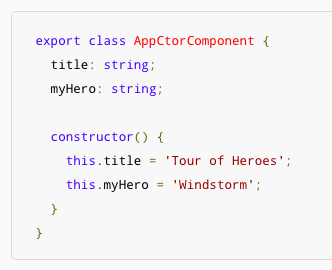 export class AppCtorComponent {
  title: string;
  myHero: string;

  constructor() {
    this.title = 'Tour of Heroes';
    this.myHero = 'Windstorm';
  }
}